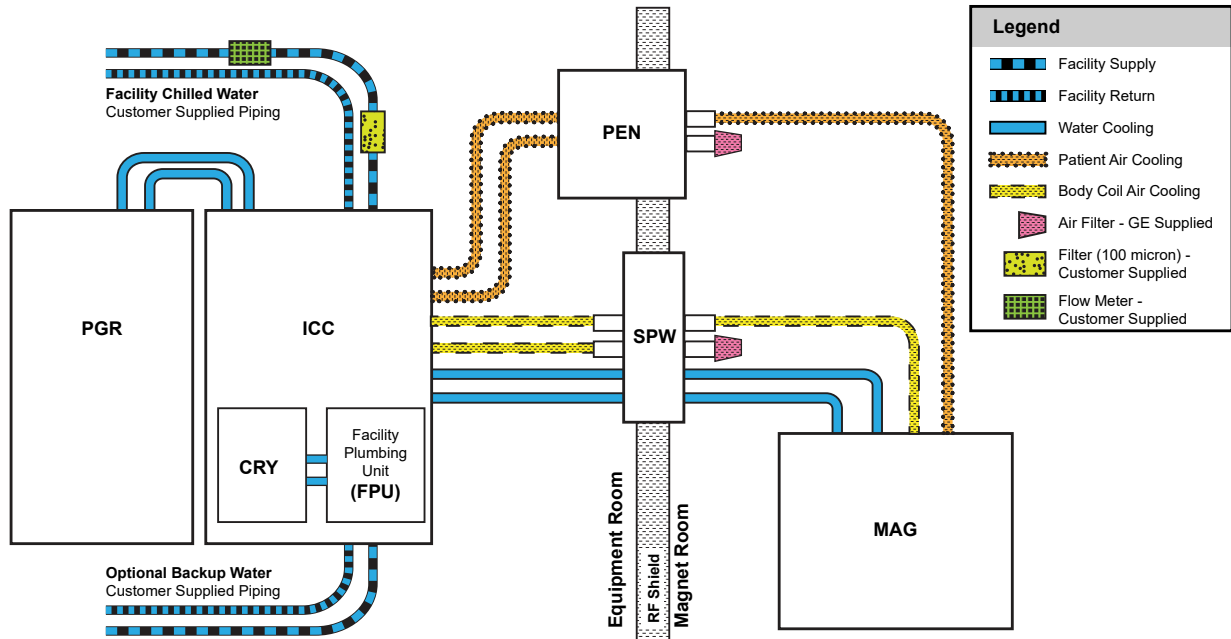 Facility Chilled Water
Customer Supplied Piping
PGR
ICC
CRY
Facility
Plumbing
Unit
(FPU)
Optional Backup Water
Customer Supplied Piping
PEN
SPW
Equipment Room
RF Shield
Magnet Room
MAG
Legend
Facility Supply
Facility Return
Water Cooling
Patient Air Cooling
Body Coil Air Cooling
Air Filter - GE Supplied
Filter (100 micron) -
Customer Supplied
Flow Meter -
Customer Supplied